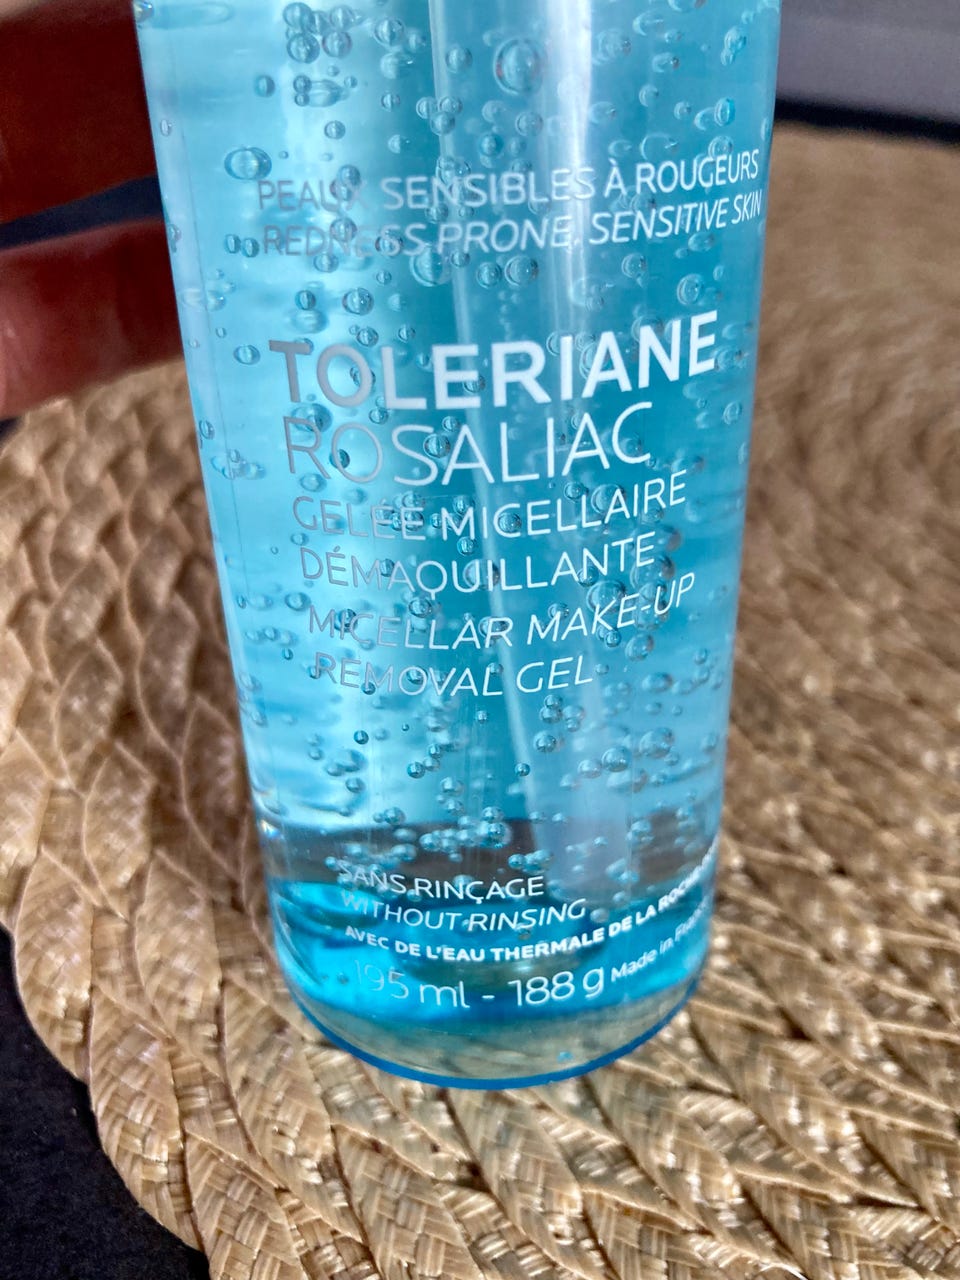 PEAUX SENSIBLES À ROUGEURS
REDNESS PRONE, SENSITIVE SKIN
TOLERIANE
ROSALIAC
GELÉE MICELLAIRE
DÉMAQUILLANTE
MICELLAR MAKE-UP
REMOVAL GEL
SANS RINÇAGE
WITHOUT RINSING
AVEC DE L'EAU THERMALE DE LA
195 ml - 188 g Made in